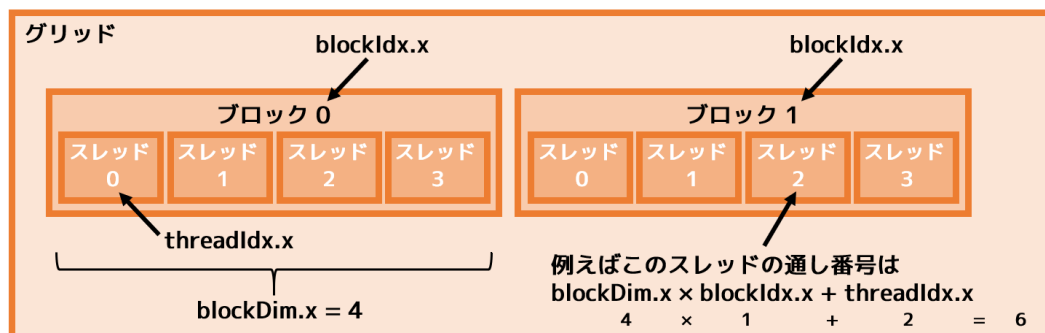 グリッド
blockIdx.x
blockIdx.x
ブロック 0
ブロック 1
スレッド
0
スレッド
1
スレッド
2
スレッド
3
スレッド
0
スレッド
1
スレッド
2
スレッド
3
threadIdx.x
blockDim.x = 4
例えばこのスレッドの通し番号は
blockDim.x × blockIdx.x + threadIdx.x
4 × 1 + 2 = 6